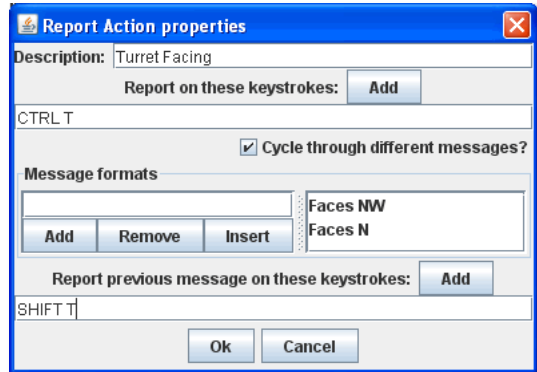 Report Action properties
Description: Turret Facing
Report on these keystrokes: Add
CTRL T
Cycle through different messages?
Message formats
Add Remove Insert
Faces NW
Faces N
Report previous message on these keystrokes: Add
SHIFT T
Ok Cancel